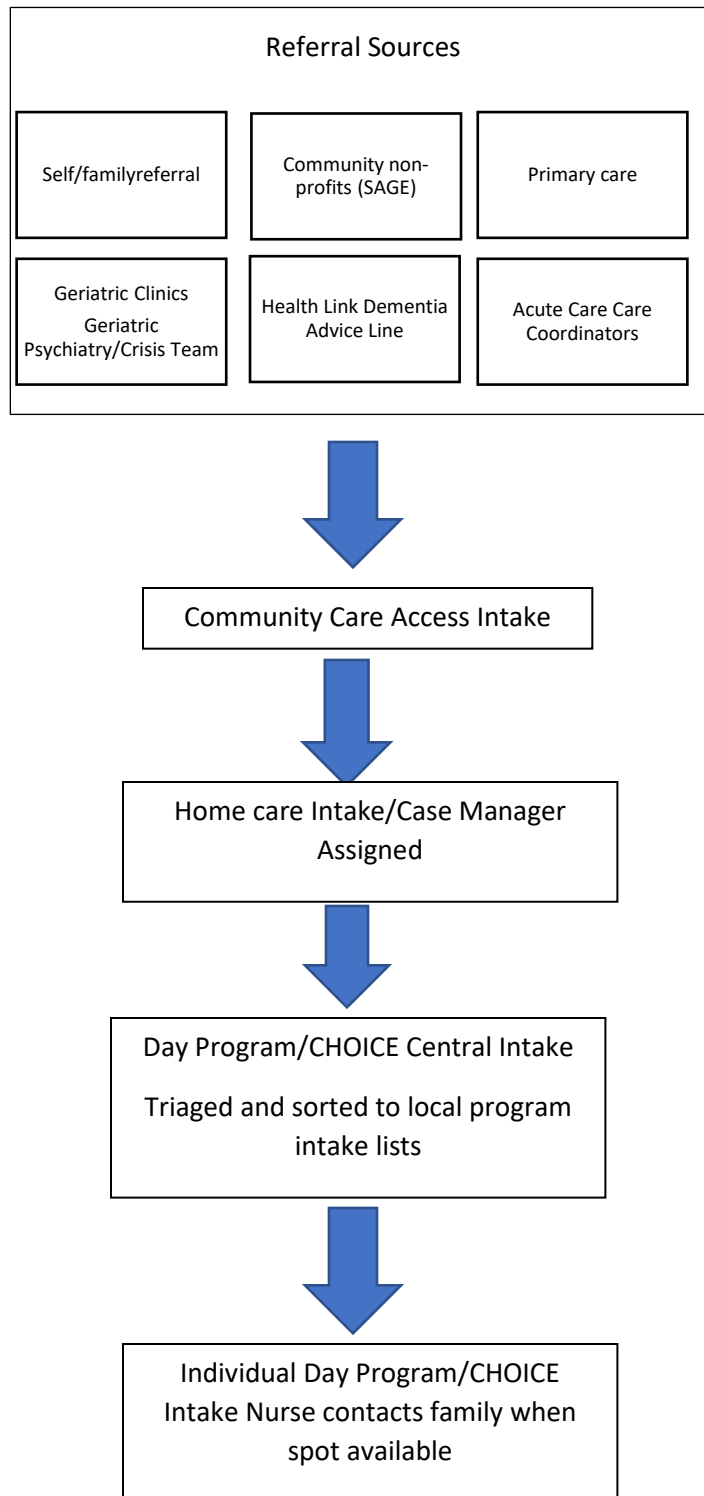 Referral Sources
Self/familyreferral
Community non-
profits (SAGE)
Primary care
Geriatric Clinics
Geriatric
Psychiatry/Crisis Team
Health Link Dementia
Advice Line
Acute Care Care
Coordinators
Community Care Access Intake
Home care Intake/Case Manager
Assigned
Day Program/CHOICE Central Intake
Triaged and sorted to local program
intake lists
Individual Day Program/CHOICE
Intake Nurse contacts family when
spot available